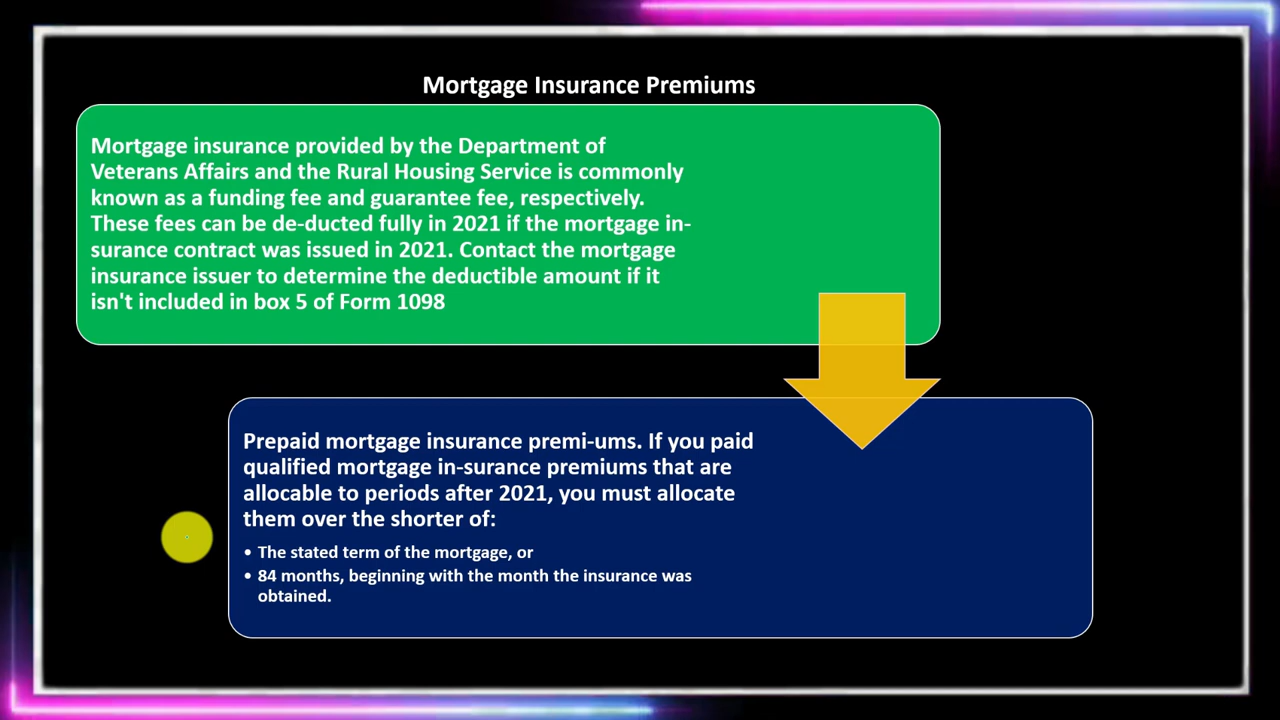 Mortgage Insurance Premiums
Mortgage insurance provided by the Department of
Veterans Affairs and the Rural Housing Service is commonly
known as a funding fee and guarantee fee, respectively.
These fees can be de-ducted fully in 2021 if the mortgage in-
surance contract was issued in 2021. Contact the mortgage
insurance issuer to determine the deductible amount if it
isn't included in box 5 of Form 1098
Prepaid mortgage insurance premi-ums. If you paid
qualified mortgage in-surance premiums that are
allocable to periods after 2021, you must allocate
them over the shorter of:
• The stated term of the mortgage, or
• 84 months, beginning with the month the insurance was
obtained.